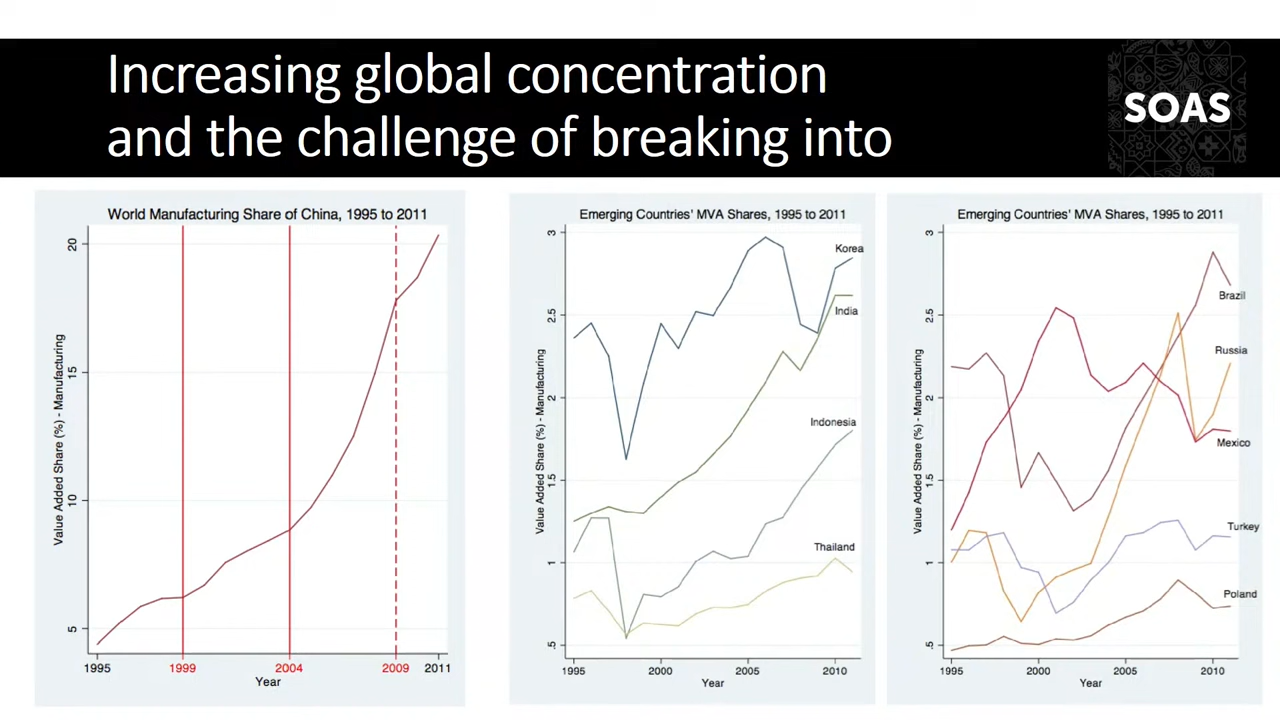 Increasing global concentration
and the challenge of breaking into
SOAS
World Manufacturing Share of China, 1995 to 2011
Value Added Share (%) - Manufacturing
20
15
10
5
1995 1999 2004 2009 2011
Year
Emerging Countries' MVA Shares, 1995 to 2011
Value Added Share (%) - Manufacturing
3
2.5
2
1.5
1
.5
Korea
India
Indonesia
Thailand
1995 2000 2005 2010
Year
Emerging Countries' MVA Shares, 1995 to 2011
Value Added Share (%) - Manufacturing
3
2.5
2
1.5
1
.5
Brazil
Russia
Mexico
Turkey
Poland
1995 2000 2005 2010
Year